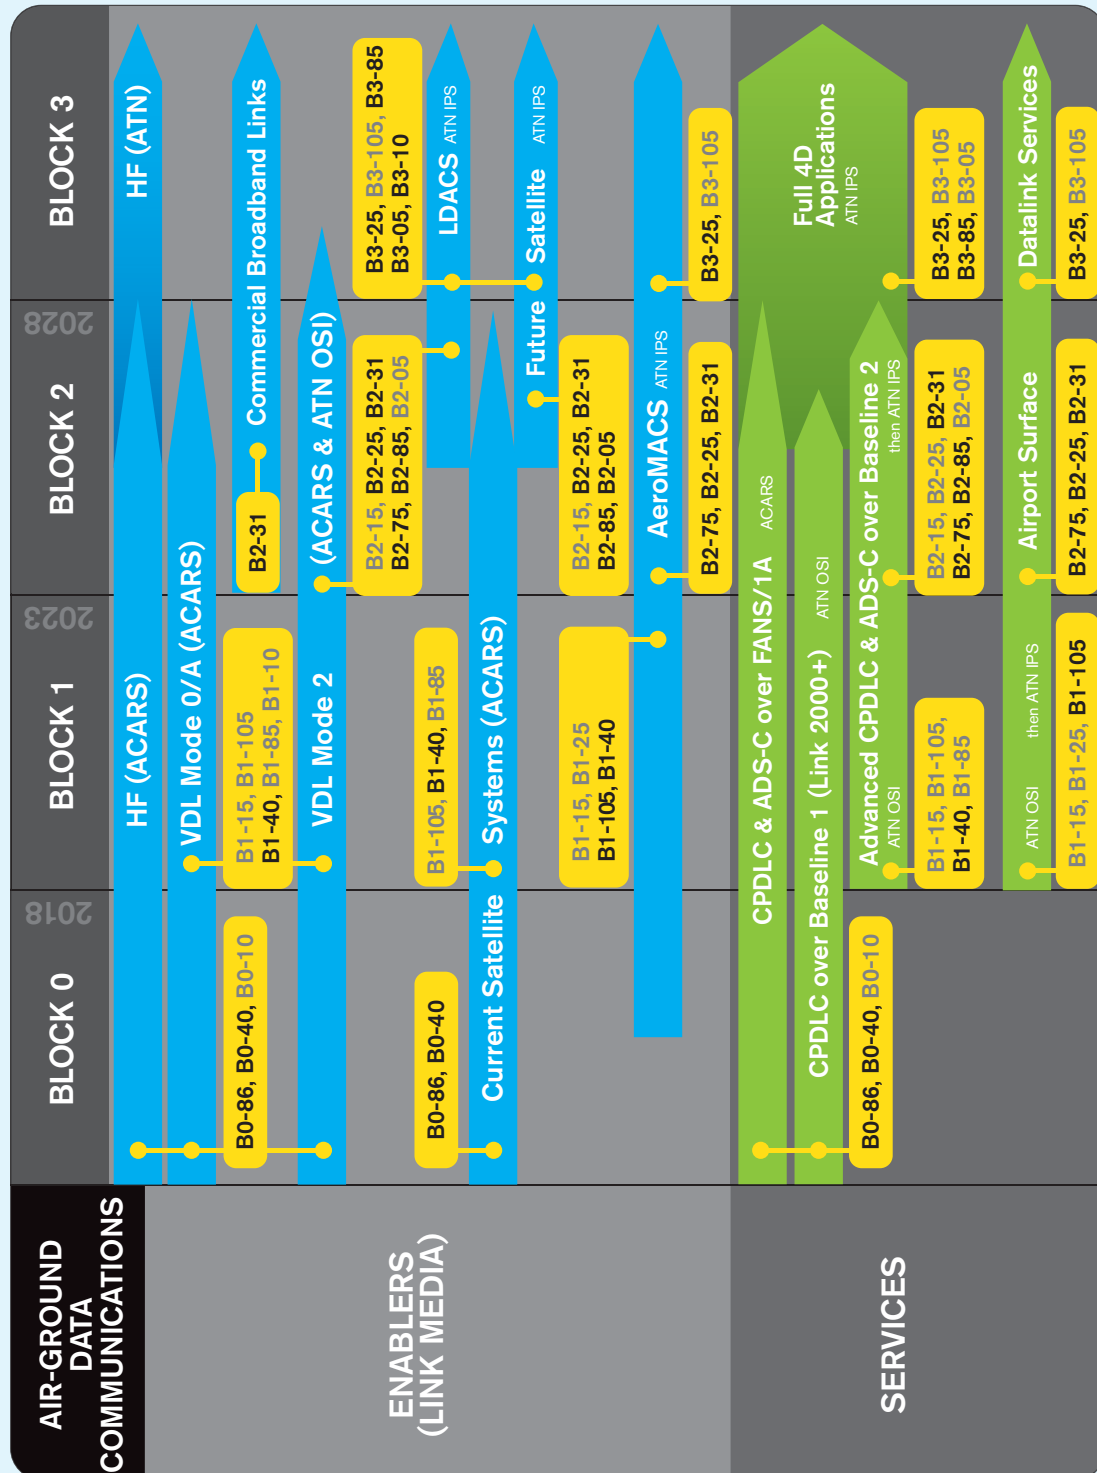 AIR-GROUND
DATA
COMMUNICATIONS
BLOCK 0
2018
BLOCK 1
2023
BLOCK 2
2028
BLOCK 3
ENABLERS
(LINK MEDIA)
HF (ACARS)
HF (ATN)
VDL Mode 0/A (ACARS)
B0-86, B0-40, B0-10
B1-15, B1-105
B1-40, B1-85, B1-10
B2-31
Commercial Broadband Links
VDL Mode 2
(ACARS & ATN OSI)
B2-15, B2-25, B2-31
B2-75, B2-85, B2-05
B3-25, B3-105, B3-85
B3-05, B3-10
LDACS ATN IPS
B0-86, B0-40
B1-105, B1-40, B1-85
Current Satellite
Systems (ACARS)
Future
Satellite
ATN IPS
B1-15, B1-25
B1-105, B1-40
B2-15, B2-25, B2-31
B2-85, B2-05
AeroMACS ATN IPS
B2-75, B2-25, B2-31
B3-25, B3-105
SERVICES
CPDLC & ADS-C over FANS/1A
ACARS
CPDLC over Baseline 1 (Link 2000+)
ATN OSI
Full 4D
Applications
ATN IPS
B0-86, B0-40, B0-10
Advanced CPDLC & ADS-C over Baseline 2
ATN OSI
then ATN IPS
B1-15, B1-105,
B1-40, B1-85
B2-15, B2-25, B2-31
B2-75, B2-85, B2-05
B3-25, B3-105
B3-85, B3-05
ATN OSI
then ATN IPS
Airport Surface
Datalink Services
B1-15, B1-25, B1-105
B2-75, B2-25, B2-31
B3-25, B3-105